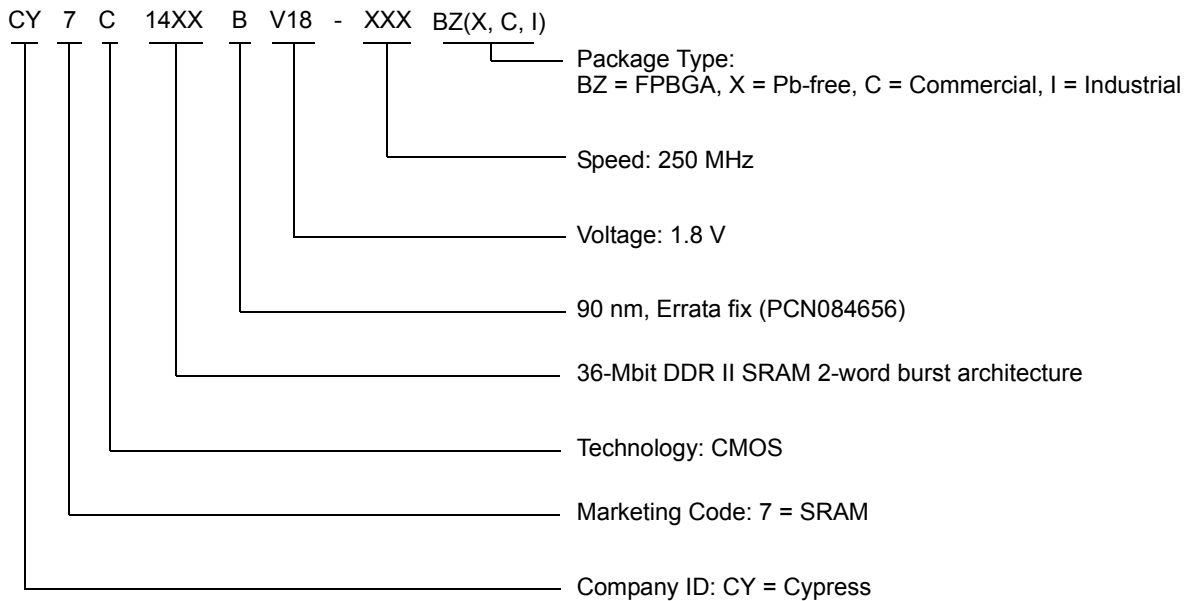 CY 7 C 14XX B V18 - XXX BZ(X, C, I)
Package Type:
BZ = FPBGA, X = Pb-free, C = Commercial, I = Industrial
Speed: 250 MHz
Voltage: 1.8 V
90 nm, Errata fix (PCN084656)
36-Mbit DDR II SRAM 2-word burst architecture
Technology: CMOS
Marketing Code: 7 = SRAM
Company ID: CY = Cypress